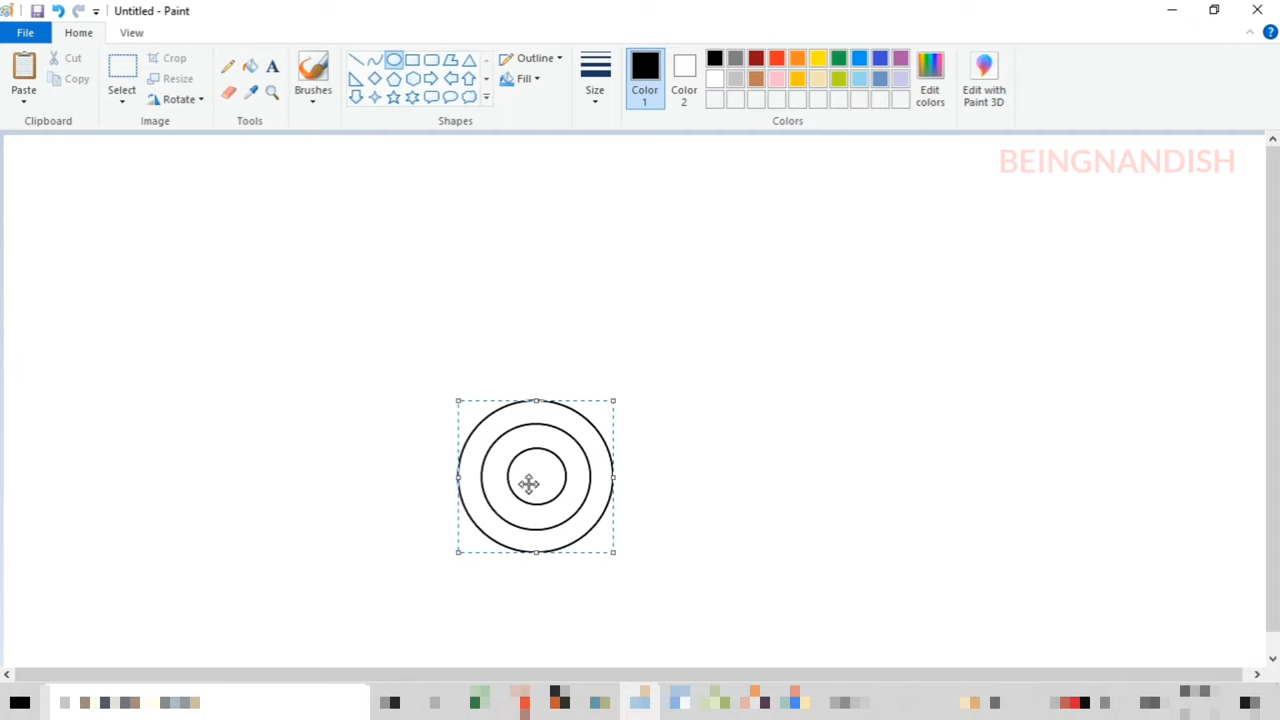 Untitled - Paint
File Home View
Paste
Cut
Copy
Clipboard
Select
Crop
Resize
Rotate
Image
A
Tools
Brushes
Outline
Fill
Shapes
Size
Color 1
Color 2
Edit colors
Colors
Edit with Paint 3D
BEINGNANDISH